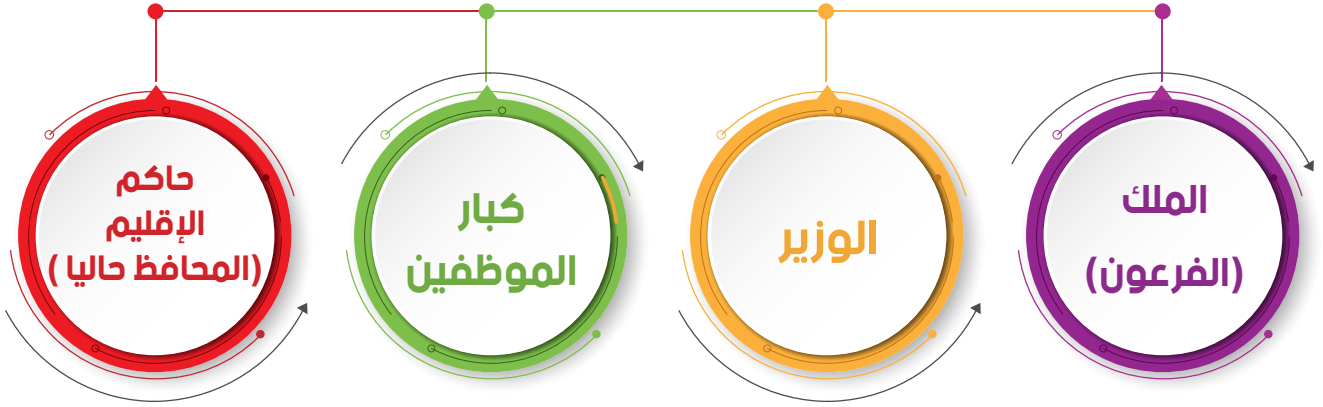 الملك
(الفرعون)
الوزير
كبار
الموظفين
حاكم
الإقليم
(المحافظ حاليا )